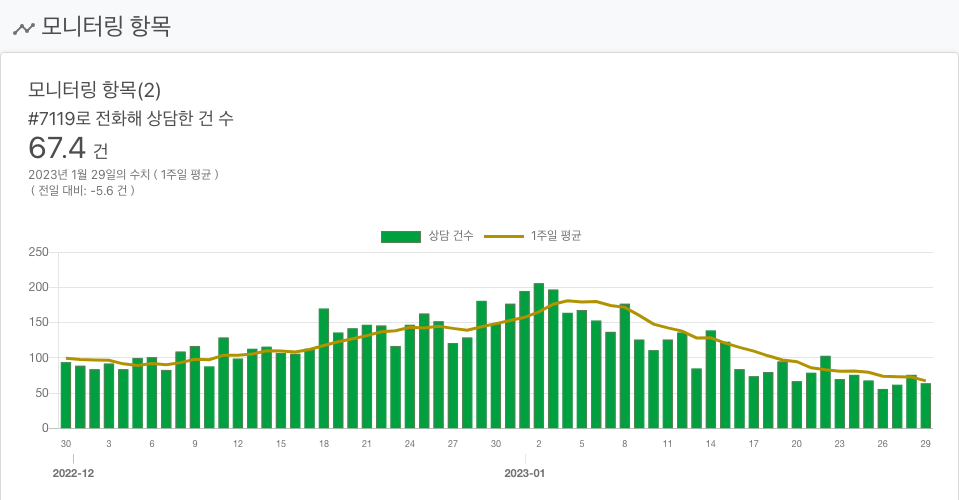 모니터링 항목
모니터링 항목(2)
#7119로 전화해 상담한 건 수
67.4 건
2023년 1월 29일의 수치 ( 1주일 평균 )
( 전일 대비: -5.6 건 )
상담 건수 1주일 평균
250
200
150
100
50
0
30 3 6 9 12 15 18 21 24 27 30 2 5 8 11 14 17 20 23 26 29
2022-12 2023-01